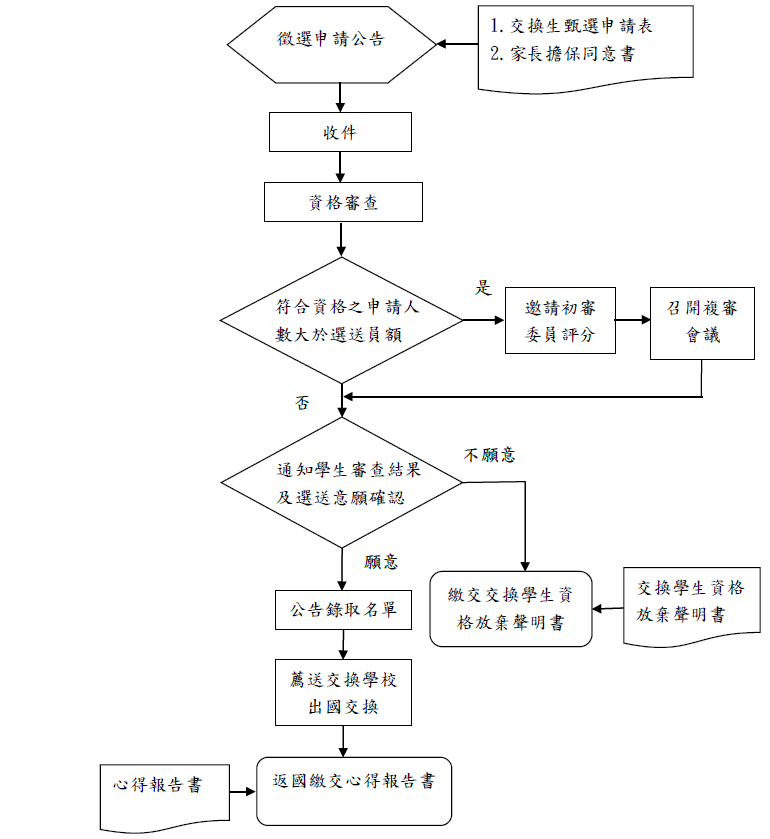 徵選申請公告
1.交換生甄選申請表
2.家長擔保同意書
收件
資格審查
符合資格之申請人
數大於選送員額
是
邀請初審
委員評分
召開複審
會議
否
通知學生審查結果
及選送意願確認
不願意
願意
公告錄取名單
繳交交換學生資
格放棄聲明書
交換學生資格
放棄聲明書
薦送交換學校
出國交換
心得報告書
返國繳交心得報告書